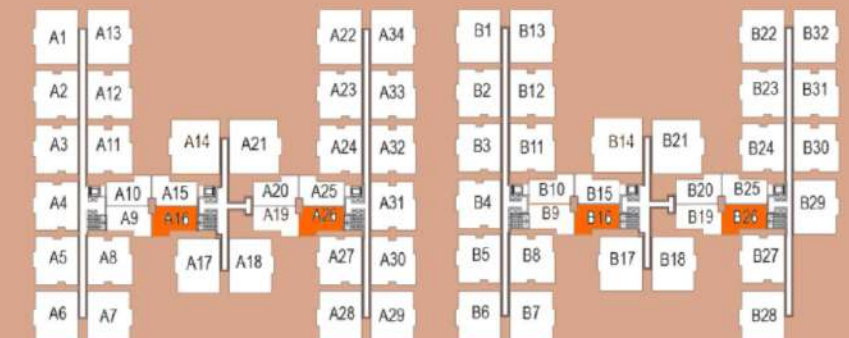 A1 A13 A22 A34 B1 B13 B22 B32
A2 A12 A23 A33 B2 B12 B23 B31
A3 A11 A14 A21 A24 A32 B3 B11 B14 B21 B24 B30
A4 A10 A15 A20 A25 A31 B4 B10 B15 B20 B25 B29
A9 A16 A19 A26 B9 B16 B19 B26
A5 A8 A17 A18 A27 A30 B5 B8 B17 B18 B27
A6 A7 A28 A29 B6 B7 B28